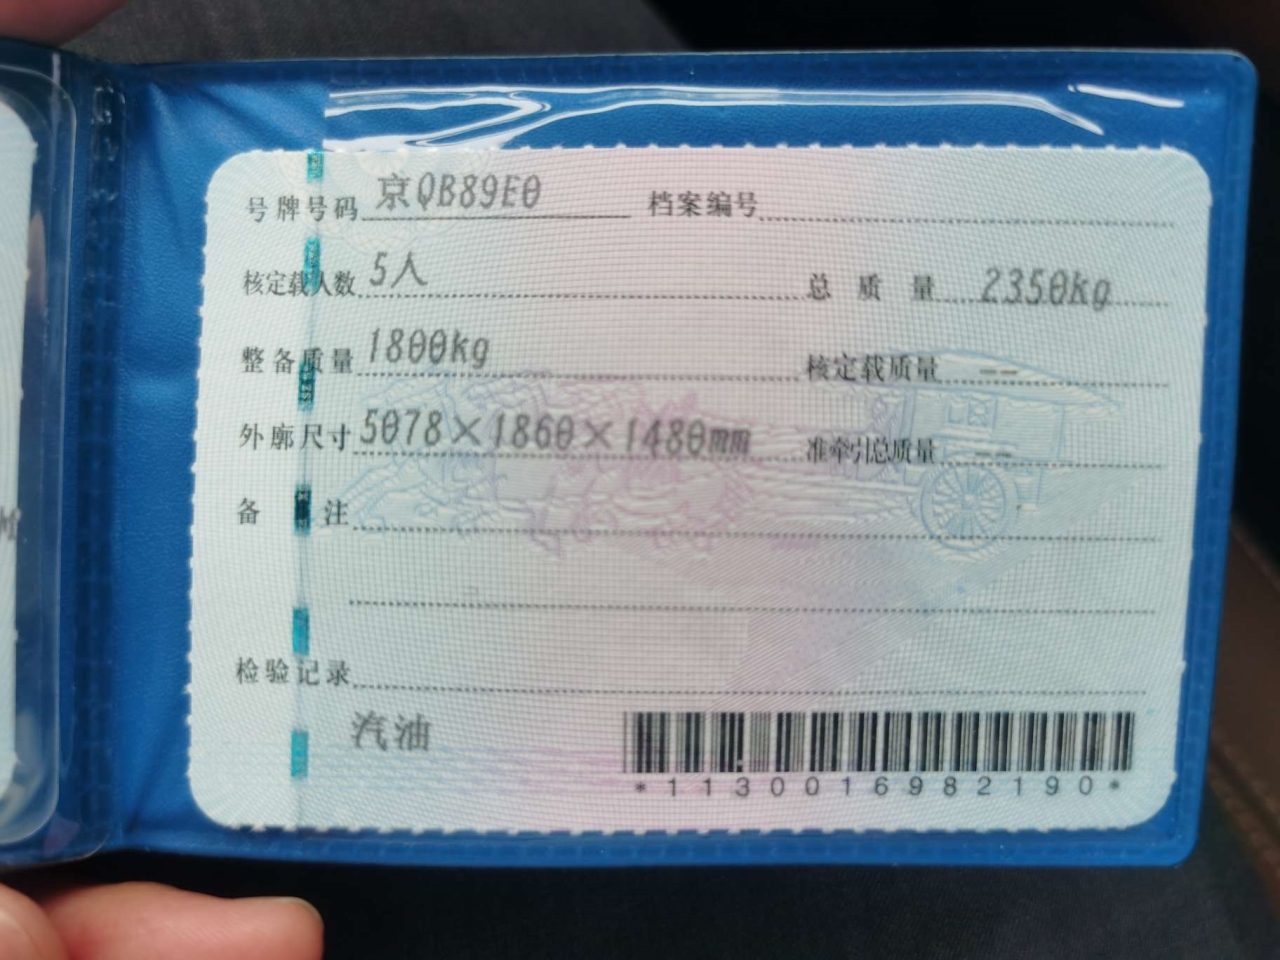 号牌号码 京QB89E0 档案编号
核定载人数 5人 总质量 2350kg
整备质量 1800kg 核定载质量 --
外廓尺寸 5078×1860×1480mm 准牵引总质量 --
备注
检验记录
汽油
*1130016982190*